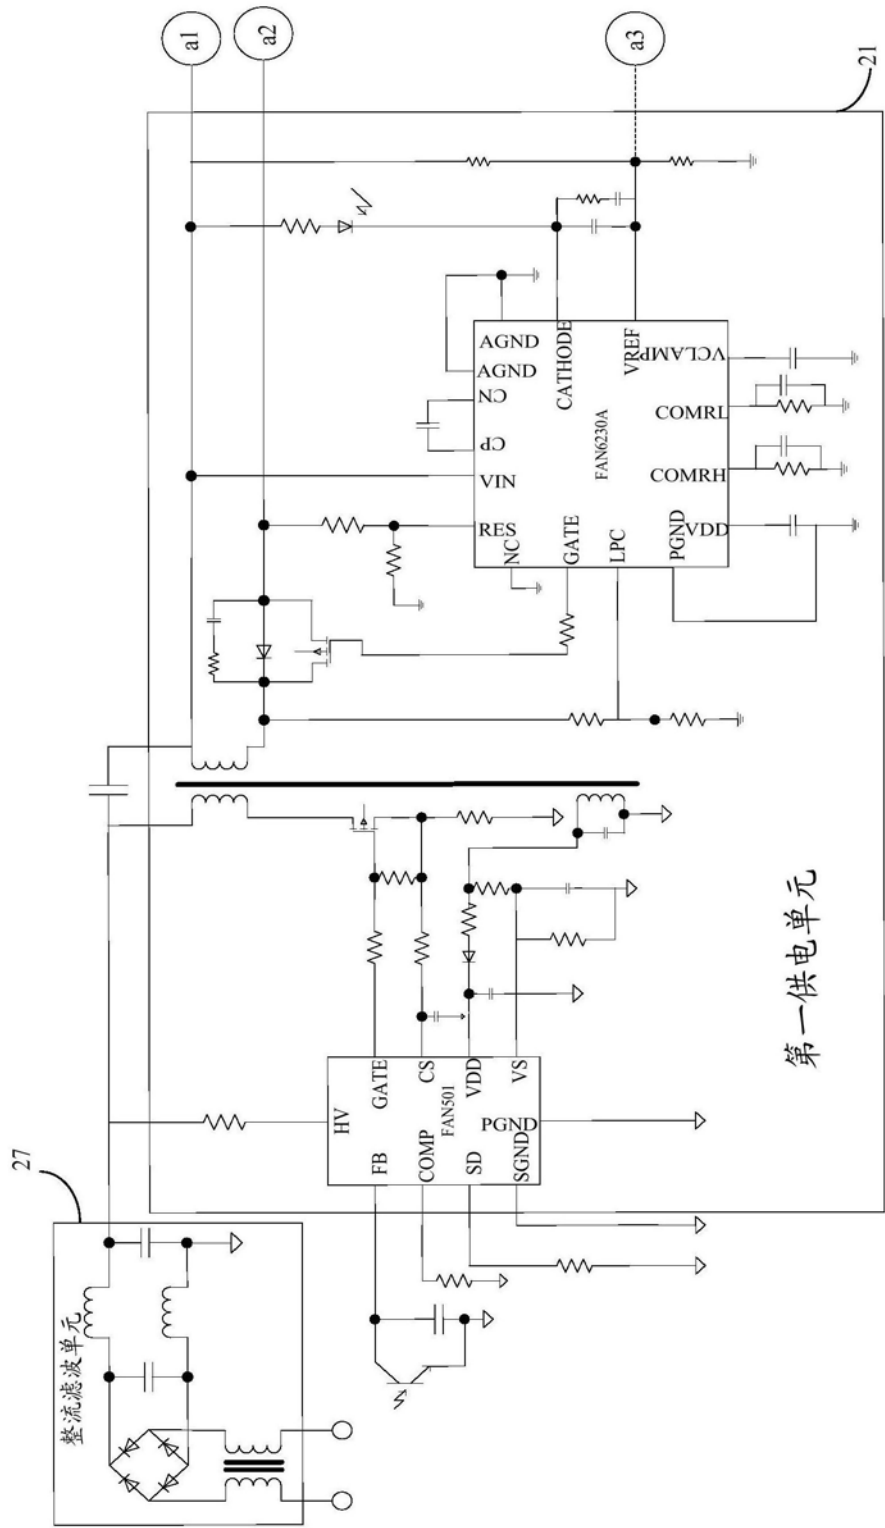 a1
a2
a3
21
AGND
AGND
CN
CP
VIN
RES
NC
GATE
LPC
PGND
VDD
COMRH
COMRL
VCLAMP
VREF
CATHODE
FAN6230A
第一供电单元
HV
GATE
CS
VDD
VS
FAN501
PGND
FB
COMP
SD
SGND
27
整流滤波单元